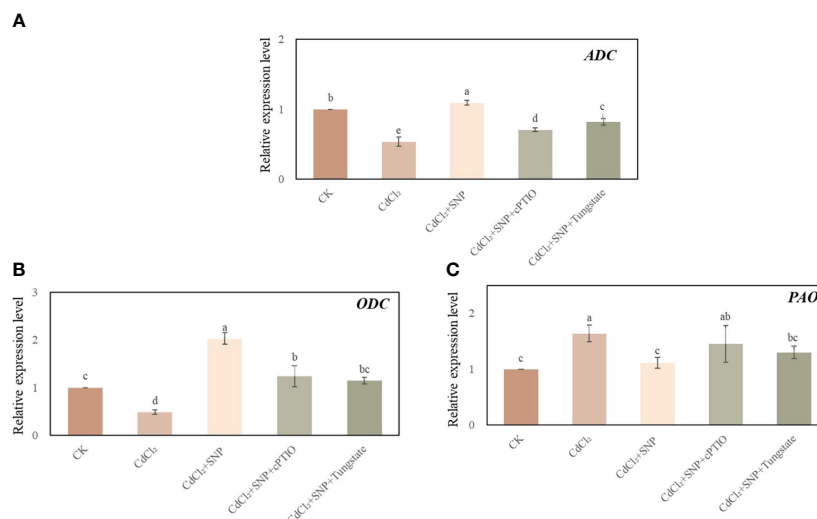 A
Relative expression level
2
1
0
ADC
b
e
a
d
c
CK
CdCl₂
CdCl₂+SNP
CdCl₂+SNP+cPTIO
CdCl₂+SNP+Tungstate
B
Relative expression level
3
2
1
0
ODC
c
d
a
b
bc
CK
CdCl₂
CdCl₂+SNP
CdCl₂+SNP+cPTIO
CdCl₂+SNP+Tungstate
C
Relative expression level
2
1
0
PAO
c
a
c
ab
bc
CK
CdCl₂
CdCl₂+SNP
CdCl₂+SNP+cPTIO
CdCl₂+SNP+Tungstate